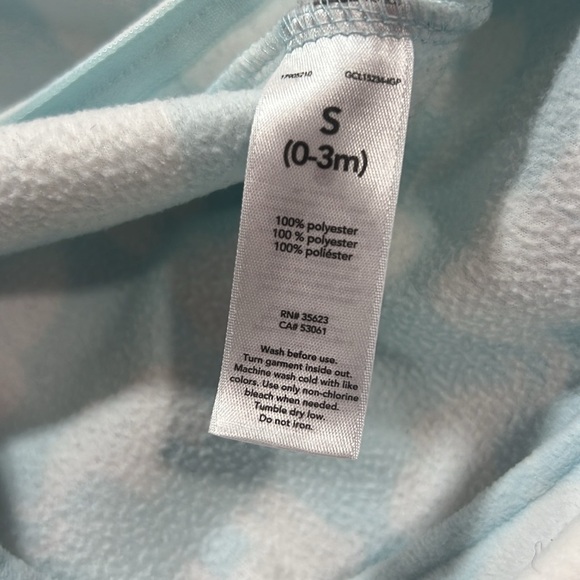 S
(0-3m)
100% polyester
100 % polyester
100% poliéster
RN# 35623
CA# 53061
Wash before use.
Turn garment inside out.
Machine wash cold with like
colors. Use only non-chlorine
bleach when needed.
Tumble dry low.
Do not iron.